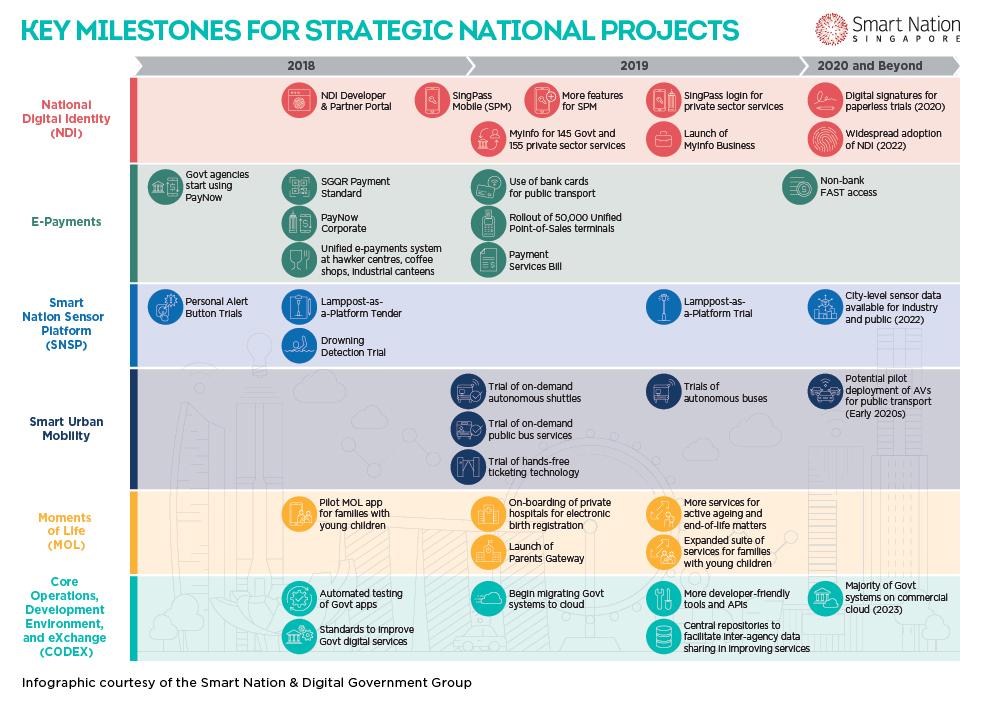 KEY MILESTONES FOR STRATEGIC NATIONAL PROJECTS
Smart Nation
SINGAPORE
2018
2019
2020 and Beyond
National
Digital Identity
(NDI)
NDI Developer
& Partner Portal
SingPass
Mobile (SPM)
More features
for SPM
SingPass login for
private sector services
Digital signatures for
paperless trials (2020)
MyInfo for 145 Govt and
155 private sector services
Launch of
MyInfo Business
Widespread adoption
of NDI (2022)
E-Payments
Govt agencies
start using
PayNow
SGQR Payment
Standard
Use of bank cards
for public transport
Non-bank
FAST access
PayNow
Corporate
Rollout of 50,000 Unified
Point-of-Sales terminals
Unified e-payments system
at hawker centres, coffee
shops, industrial canteens
Payment
Services Bill
Smart
Nation Sensor
Platform
(SNSP)
Personal Alert
Button Trials
Lamppost-as-
a-Platform Tender
Lamppost-as-
a-Platform Trial
City-level sensor data
available for industry
and public (2022)
Drowning
Detection Trial
Smart Urban
Mobility
Trial of on-demand
autonomous shuttles
Trials of
autonomous buses
Potential pilot
deployment of AVs
for public transport
(Early 2020s)
Trial of on-demand
public bus services
Trial of hands-free
ticketing technology
Moments
of Life
(MOL)
Pilot MOL app
for families with
young children
On-boarding of private
hospitals for electronic
birth registration
More services for
active ageing and
end-of-life matters
Launch of
Parents Gateway
Expanded suite of
services for families
with young children
Core
Operations,
Development
Environment,
and eXchange
(CODEX)
Automated testing
of Govt apps
Begin migrating Govt
systems to cloud
More developer-friendly
tools and APIs
Majority of Govt
systems on commercial
cloud (2023)
Standards to improve
Govt digital services
Central repositories to
facilitate inter-agency data
sharing in improving services
Infographic courtesy of the Smart Nation & Digital Government Group